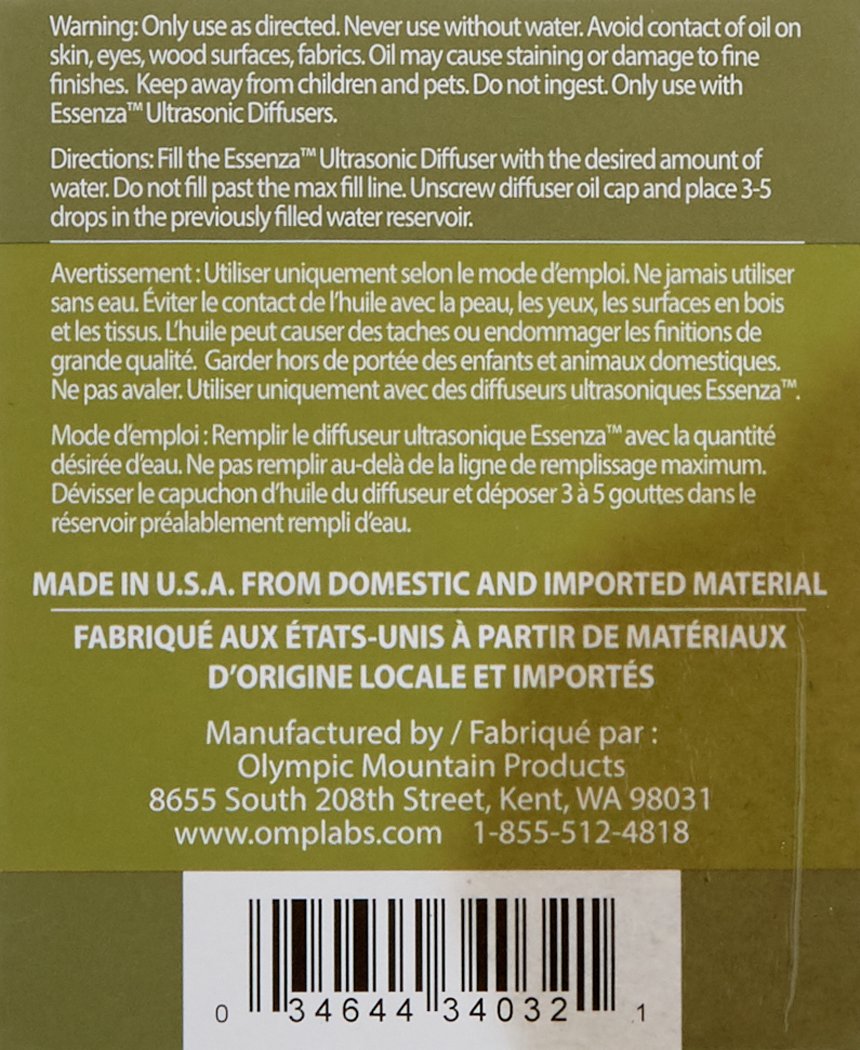 Warning: Only use as directed. Never use without water. Avoid contact of oil on
skin, eyes, wood surfaces, fabrics. Oil may cause staining or damage to fine
finishes. Keep away from children and pets. Do not ingest. Only use with
Essenza™ Ultrasonic Diffusers.
Directions: Fill the Essenza™ Ultrasonic Diffuser with the desired amount of
water. Do not fill past the max fill line. Unscrew diffuser oil cap and place 3-5
drops in the previously filled water reservoir.
Avertissement : Utiliser uniquement selon le mode d'emploi. Ne jamais utiliser
sans eau. Éviter le contact de l'huile avec la peau, les yeux, les surfaces en bois
et les tissus. L'huile peut causer des taches ou endommager les finitions de
grande qualité. Garder hors de portée des enfants et animaux domestiques.
Ne pas avaler. Utiliser uniquement avec des diffuseurs ultrasoniques Essenza™.
Mode d'emploi : Remplir le diffuseur ultrasonique Essenza™ avec la quantité
désirée d'eau. Ne pas remplir au-delà de la ligne de remplissage maximum.
Dévisser le capuchon d'huile du diffuseur et déposer 3 à 5 gouttes dans le
réservoir préalablement rempli d'eau.
MADE IN U.S.A. FROM DOMESTIC AND IMPORTED MATERIAL
FABRIQUÉ AUX ÉTATS-UNIS À PARTIR DE MATÉRIAUX
D'ORIGINE LOCALE ET IMPORTÉS
Manufactured by / Fabriqué par :
Olympic Mountain Products
8655 South 208th Street, Kent, WA 98031
www.omplabs.com 1-855-512-4818
0 34644 34032 1